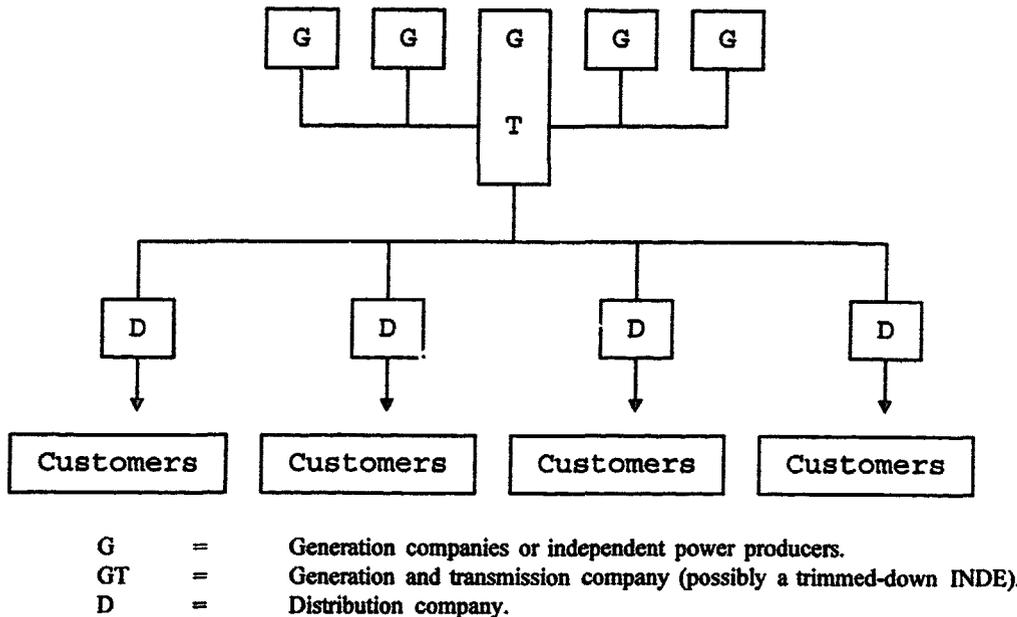 G G G G G
T
D D D D
Customers Customers Customers Customers
G = Generation companies or independent power producers.
GT = Generation and transmission company (possibly a trimmed-down INDE).
D = Distribution company.